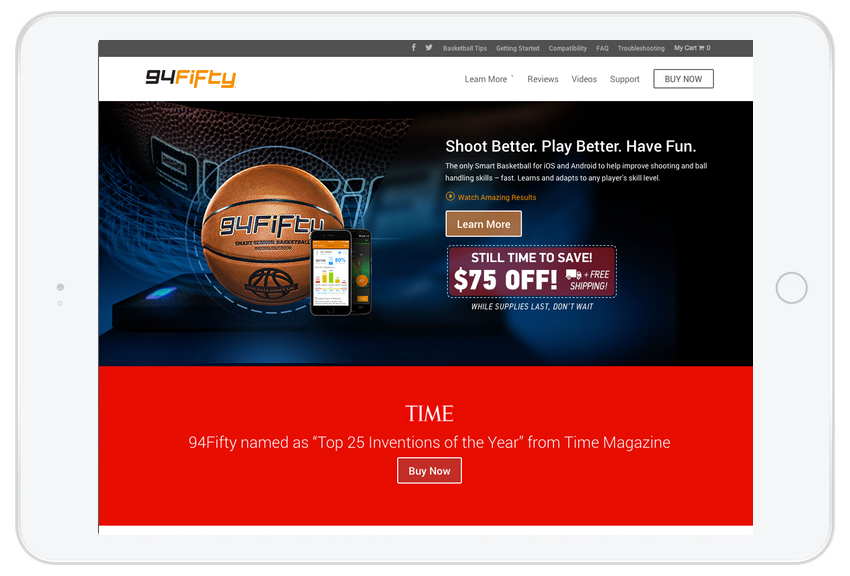 Basketball Tips Getting Started Compatibility FAQ Troubleshooting My Cart 0
94FiFty
Learn More Reviews Videos Support BUY NOW
Shoot Better. Play Better. Have Fun.
The only Smart Basketball for iOS and Android to help improve shooting and ball
handling skills – fast. Learns and adapts to any player's skill level.
Watch Amazing Results
Learn More
94FiFty
SMART SENSOR BASKETBALL
INDOOR/OUTDOOR
80%
STILL TIME TO SAVE!
$75 OFF! + FREE
SHIPPING!
WHILE SUPPLIES LAST, DON'T WAIT
TIME
94Fifty named as “Top 25 Inventions of the Year” from Time Magazine
Buy Now